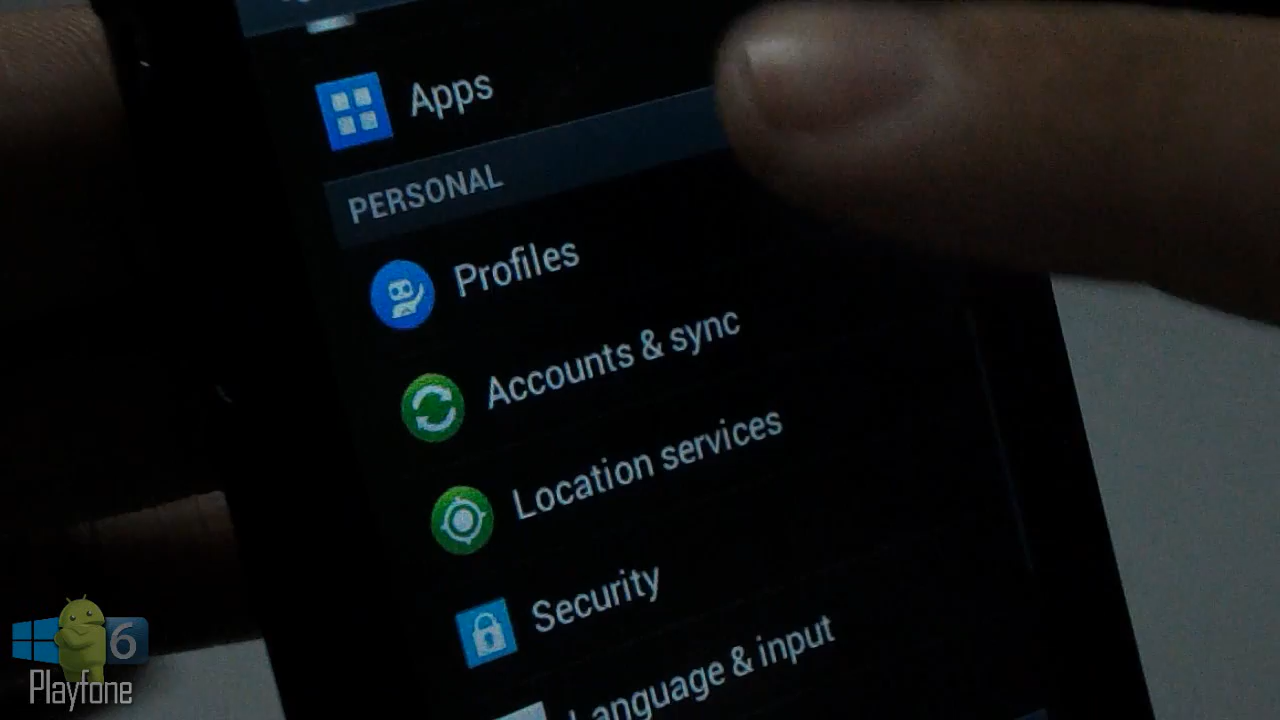 Apps
PERSONAL
Profiles
Accounts & sync
Location services
Security
Language & input
6
Playfone